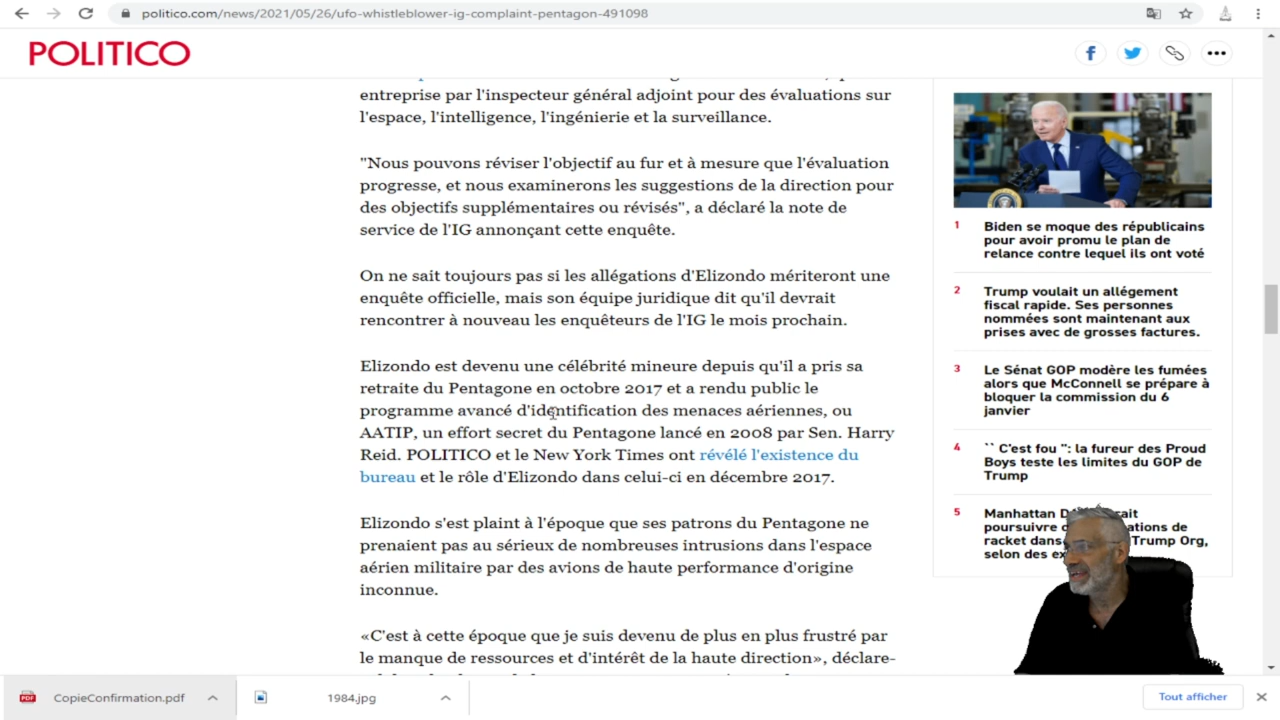 politico.com/news/2021/05/26/ufo-whistleblower-ig-complaint-pentagon-491098
POLITICO
entreprise par l'inspecteur général adjoint pour des évaluations sur
l'espace, l'intelligence, l'ingénierie et la surveillance.
"Nous pouvons réviser l'objectif au fur et à mesure que l'évaluation
progresse, et nous examinerons les suggestions de la direction pour
des objectifs supplémentaires ou révisés", a déclaré la note de
service de l'IG annonçant cette enquête.
On ne sait toujours pas si les allégations d'Elizondo mériteront une
enquête officielle, mais son équipe juridique dit qu'il devrait
rencontrer à nouveau les enquêteurs de l'IG le mois prochain.
Elizondo est devenu une célébrité mineure depuis qu'il a pris sa
retraite du Pentagone en octobre 2017 et a rendu public le
programme avancé d'identification des menaces aériennes, ou
AATIP, un effort secret du Pentagone lancé en 2008 par Sen. Harry
Reid. POLITICO et le New York Times ont révélé l'existence du
bureau et le rôle d'Elizondo dans celui-ci en décembre 2017.
Elizondo s'est plaint à l'époque que ses patrons du Pentagone ne
prenaient pas au sérieux de nombreuses intrusions dans l'espace
aérien militaire par des avions de haute performance d'origine
inconnue.
«C'est à cette époque que je suis devenu de plus en plus frustré par
le manque de ressources et d'intérêt de la haute direction», déclare-
1 Biden se moque des républicains
pour avoir promu le plan de
relance contre lequel ils ont voté
2 Trump voulait un allégement
fiscal rapide. Ses personnes
nommées sont maintenant aux
prises avec de grosses factures.
3 Le Sénat GOP modère les fumées
alors que McConnell se prépare à
bloquer la commission du 6
janvier
4 `` C'est fou '': la fureur des Proud
Boys teste les limites du GOP de
Trump
5 Manhattan
poursuivre
racket dans Trump Org,
selon des
CopieConfirmation.pdf
1984.jpg
Tout afficher